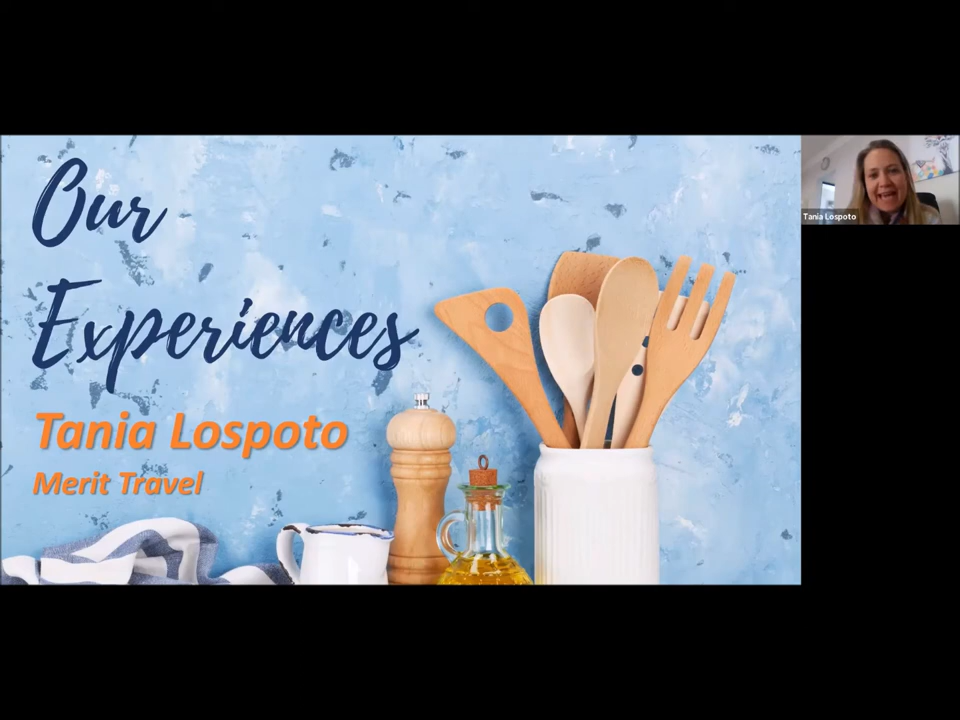 Our
Experiences
Tania Lospoto
Merit Travel
Tania Lospoto